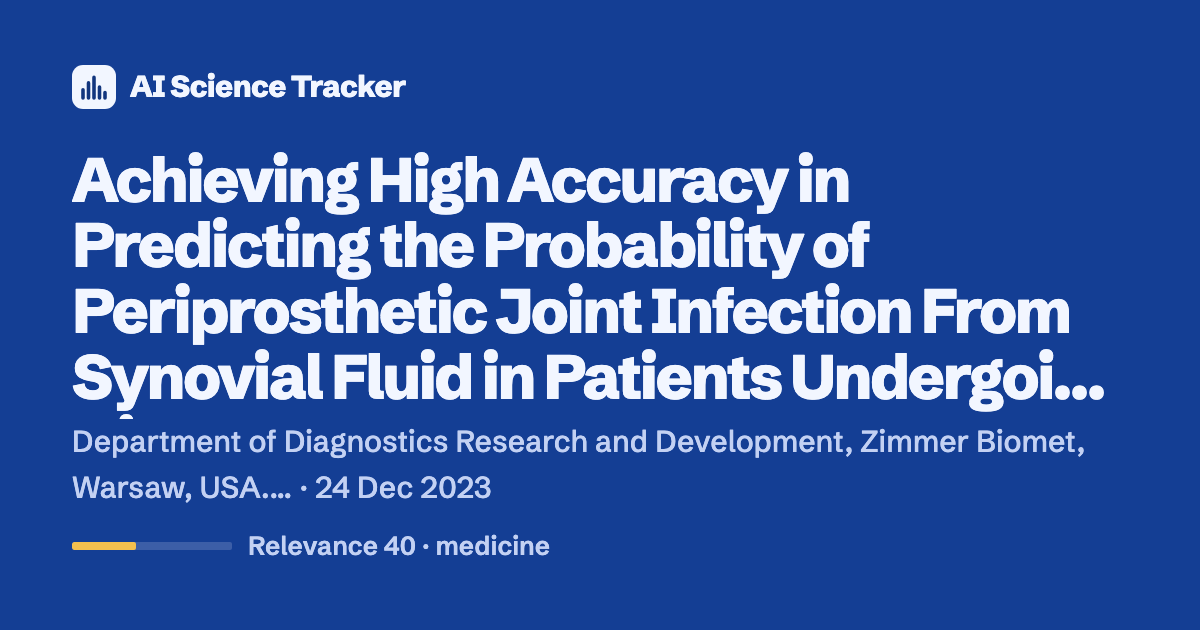 AI Science Tracker
Achieving High Accuracy in
Predicting the Probability of
Periprosthetic Joint Infection From
Synovial Fluid in Patients Undergoi...
Department of Diagnostics Research and Development, Zimmer Biomet,
Warsaw, USA.... · 24 Dec 2023
Relevance 40 · medicine